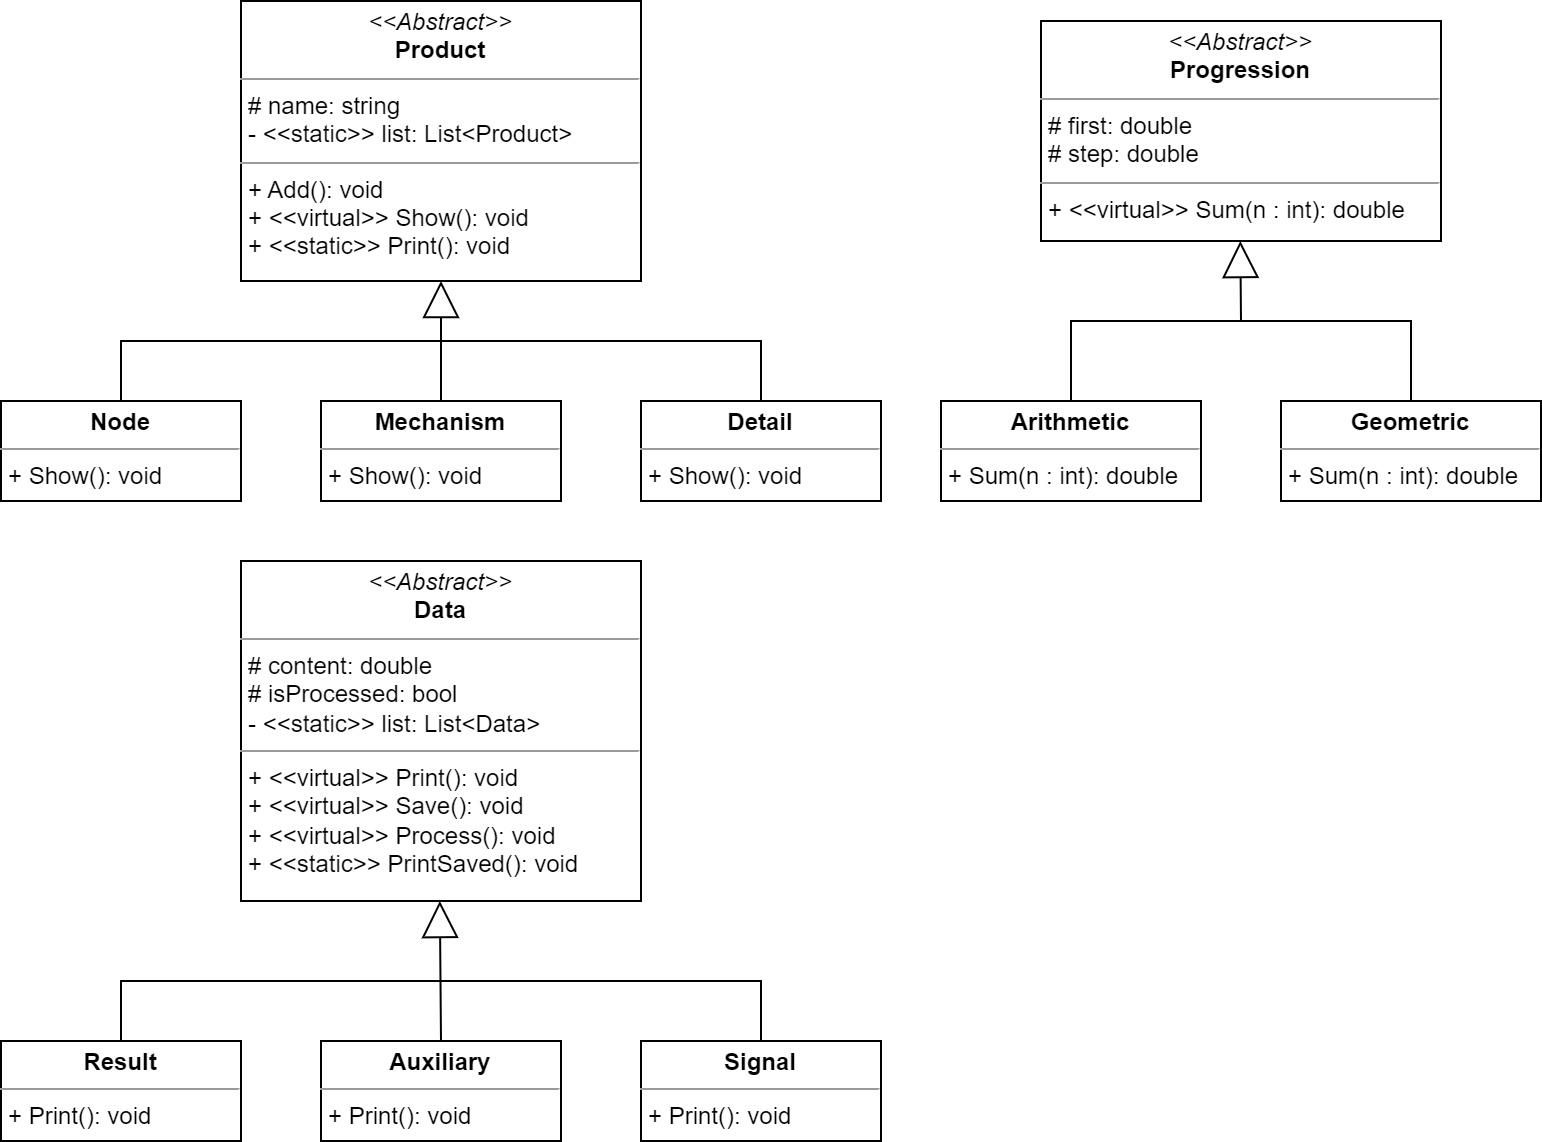 <<Abstract>>
Product
# name: string
- <<static>> list: List<Product>
+ Add(): void
+ <<virtual>> Show(): void
+ <<static>> Print(): void
Node
+ Show(): void
Mechanism
+ Show(): void
Detail
+ Show(): void
<<Abstract>>
Progression
# first: double
# step: double
+ <<virtual>> Sum(n : int): double
Arithmetic
+ Sum(n : int): double
Geometric
+ Sum(n : int): double
<<Abstract>>
Data
# content: double
# isProcessed: bool
- <<static>> list: List<Data>
+ <<virtual>> Print(): void
+ <<virtual>> Save(): void
+ <<virtual>> Process(): void
+ <<static>> PrintSaved(): void
Result
+ Print(): void
Auxiliary
+ Print(): void
Signal
+ Print(): void